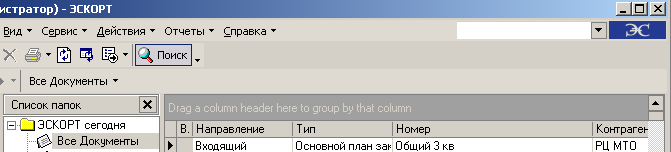 истратор) - ЭСКОРТ
Вид Сервис Действия Отчеты Справка ЭС
Поиск
Все Документы
Список папок
Drag a column header here to group by that column
ЭСКОРТ сегодня
В. Направление Тип Номер Контраген
Все Документы
Входящий Основной план зак Общий 3 кв РЦ МТО